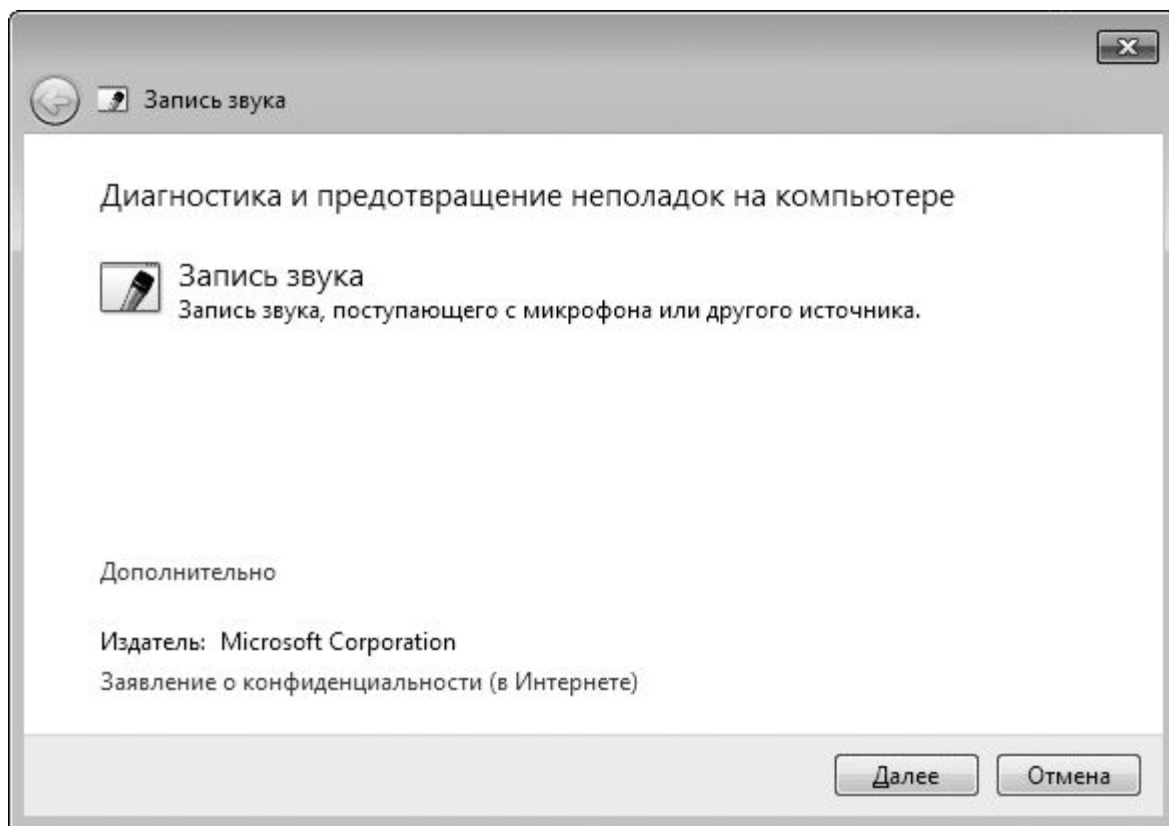 Запись звука
Диагностика и предотвращение неполадок на компьютере
Запись звука
Запись звука, поступающего с микрофона или другого источника.
Дополнительно
Издатель: Microsoft Corporation
Заявление о конфиденциальности (в Интернете)
Далее Отмена